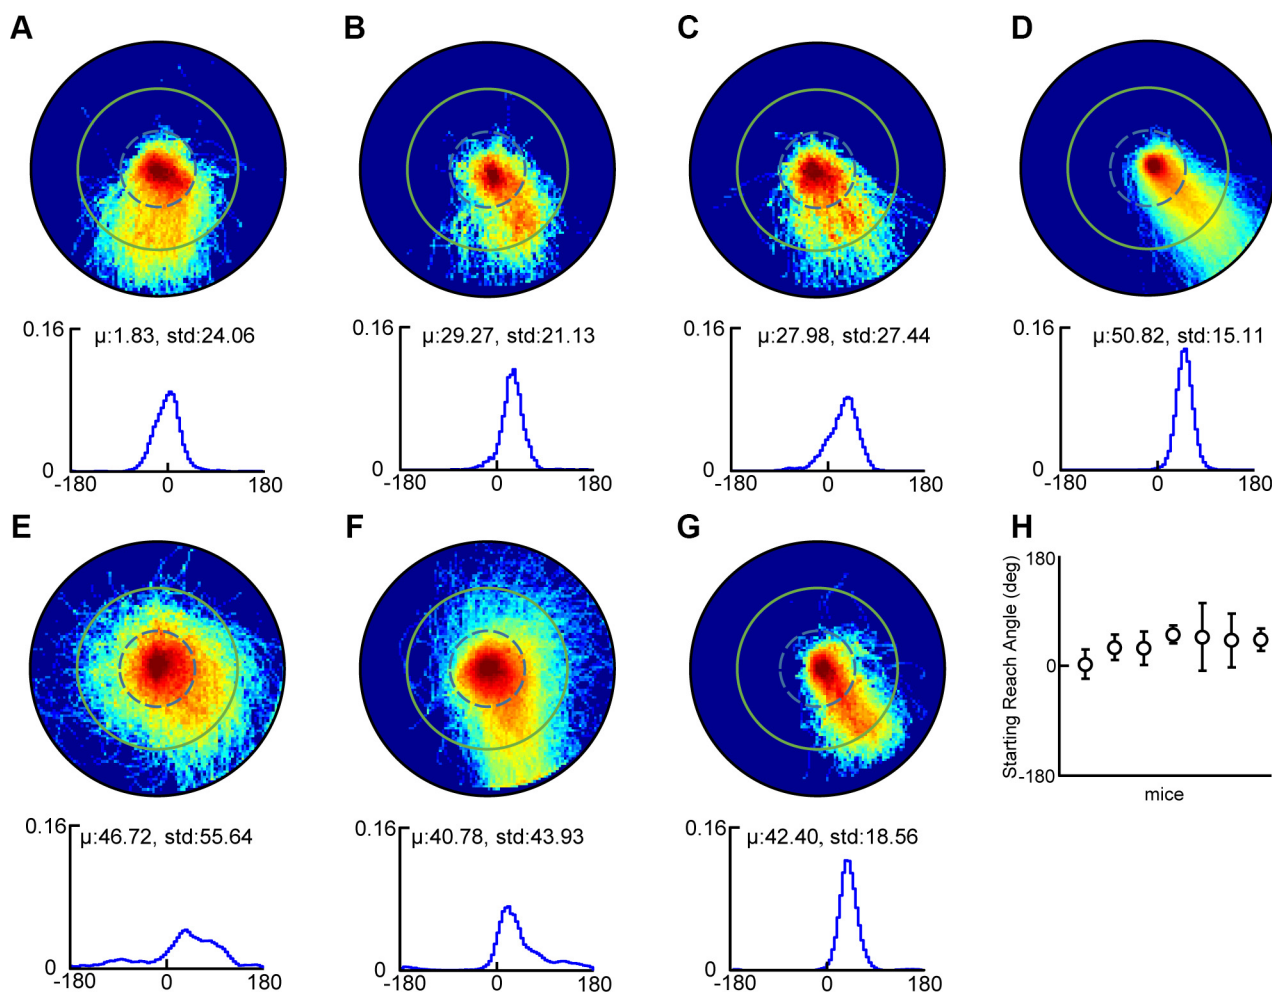 A B C D
0.16 μ:1.83, std:24.06
0
-180 0 180
0.16 μ:29.27, std:21.13
0
-180 0 180
0.16 μ:27.98, std:27.44
0
-180 0 180
0.16 μ:50.82, std:15.11
0
-180 0 180
E F G H
0.16 μ:46.72, std:55.64
0
-180 0 180
0.16 μ:40.78, std:43.93
0
-180 0 180
0.16 μ:42.40, std:18.56
0
-180 0 180
Starting Reach Angle (deg)
180
0
-180
mice